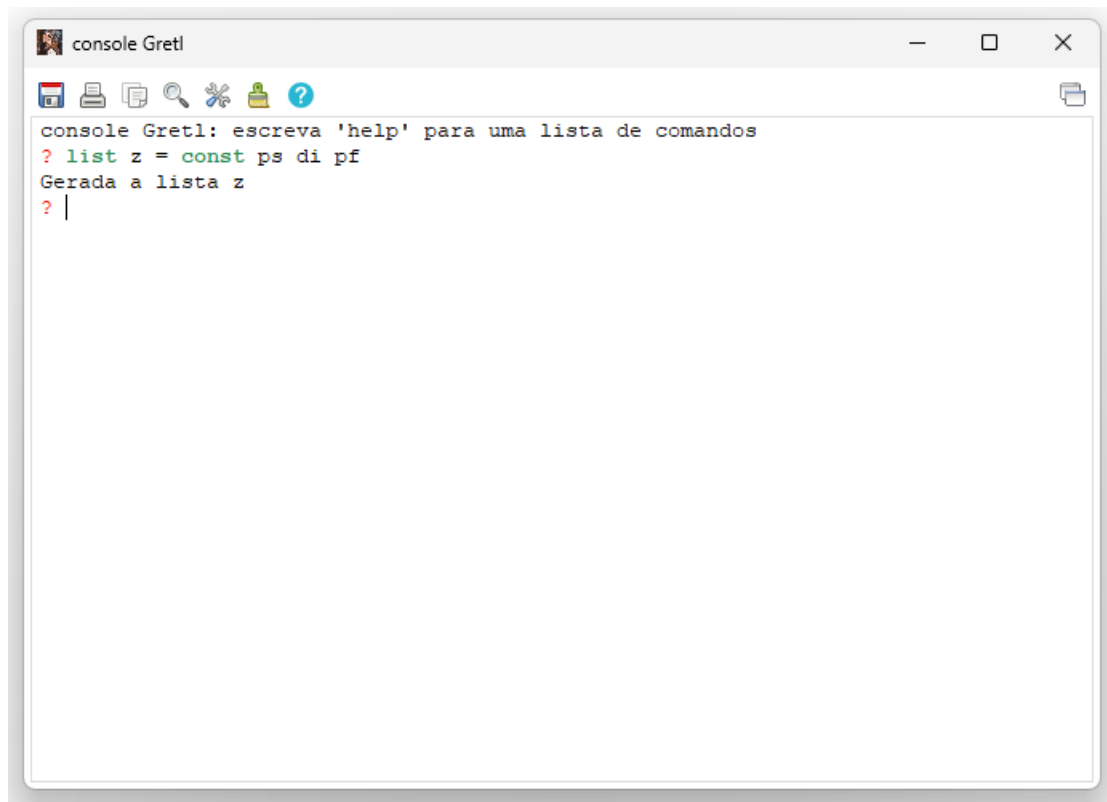 console Gretl
console Gretl: escreva 'help' para uma lista de comandos
? list z = const ps di pf
Gerada a lista z
?